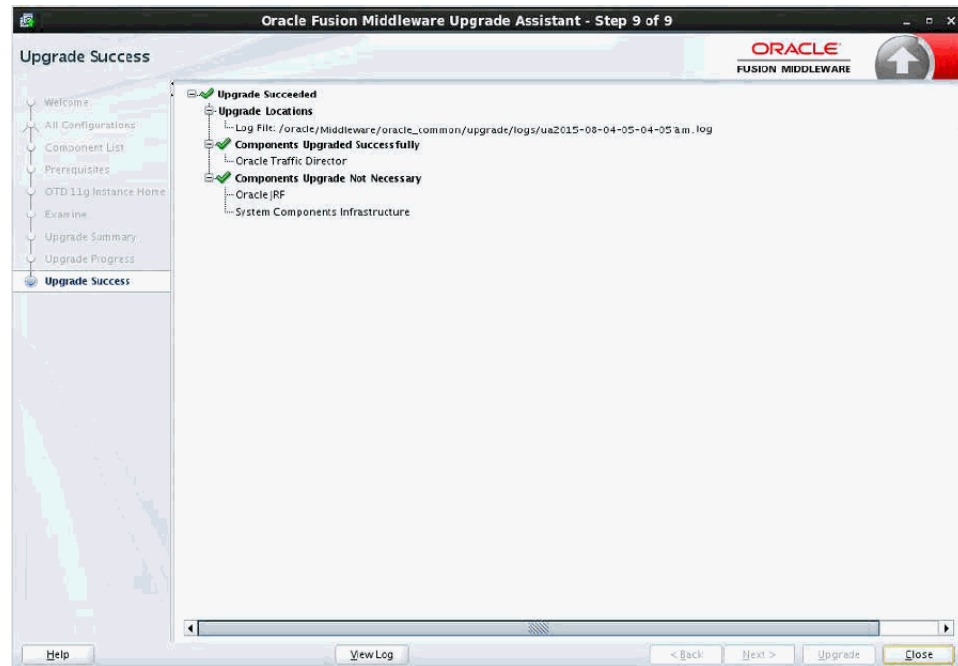 Oracle Fusion Middleware Upgrade Assistant - Step 9 of 9
Upgrade Success
ORACLE
FUSION MIDDLEWARE
Welcome
All Configurations
Component List
Prerequisites
OTD 11g Instance Home
Examine
Upgrade Summary
Upgrade Progress
Upgrade Success
Upgrade Succeeded
Upgrade Locations
Log File: /oracle/Middleware/oracle_common/upgrade/logs/ua2015-08-04-05-04-05am.log
Components Upgraded Successfully
Oracle Traffic Director
Components Upgrade Not Necessary
Oracle JRF
System Components Infrastructure
Help
View Log
< Back
Next >
Upgrade
Close